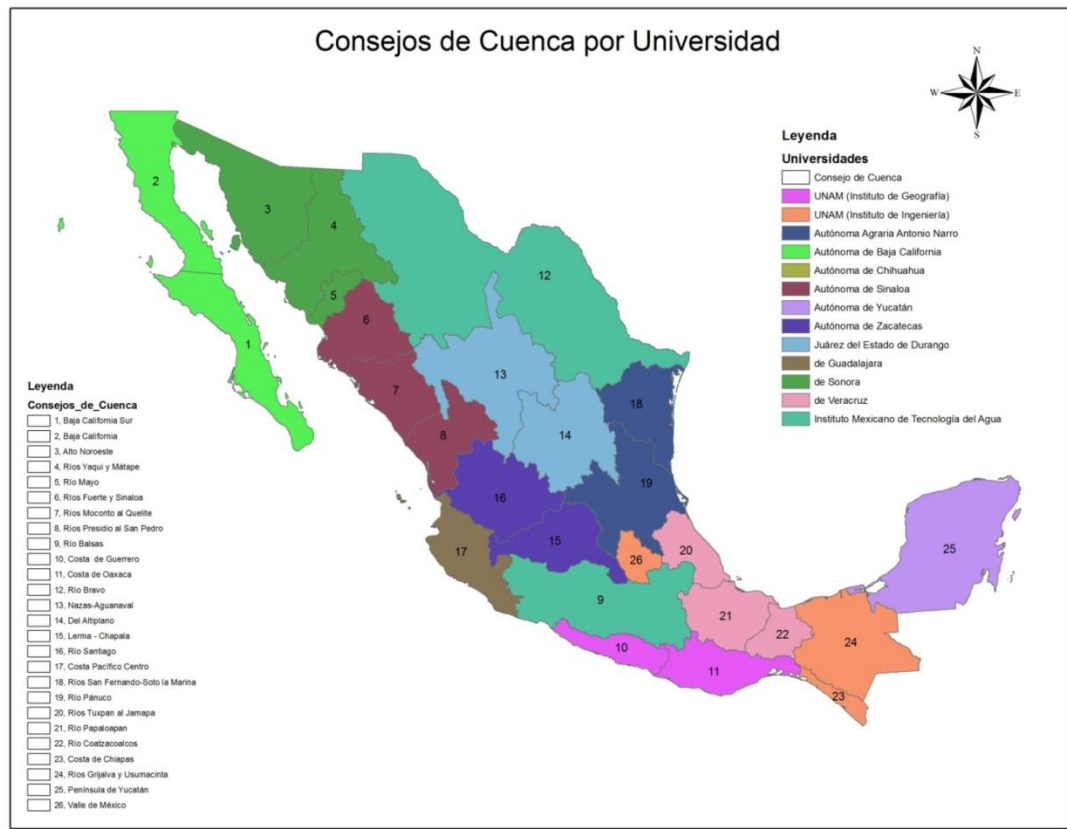 Consejos de Cuenca por Universidad
N
W
E
S
Leyenda
Universidades
Consejo de Cuenca
UNAM (Instituto de Geografía)
UNAM (Instituto de Ingeniería)
Autónoma Agraria Antonio Narro
Autónoma de Baja California
Autónoma de Chihuahua
Autónoma de Sinaloa
Autónoma de Yucatán
Autónoma de Zacatecas
Juárez del Estado de Durango
de Guadalajara
de Sonora
de Veracruz
Instituto Mexicano de Tecnología del Agua
2
3
4
12
5
6
1
13
7
18
8
14
19
16
15
17
26
20
25
9
21
22
10
24
11
23
Leyenda
Consejos_de_Cuenca
1, Baja California Sur
2, Baja California
3, Alto Noroeste
4, Ríos Yaqui y Mátape
5, Río Mayo
6, Ríos Fuerte y Sinaloa
7, Ríos Mocorito al Quelite
8, Ríos Presidio al San Pedro
9, Río Balsas
10, Costa de Guerrero
11, Costa de Oaxaca
12, Río Bravo
13, Nazas-Aguanaval
14, Del Altiplano
15, Lerma - Chapala
16, Río Santiago
17, Costa Pacífico Centro
18, Ríos San Fernando-Soto la Marina
19, Río Pánuco
20, Ríos Tuxpan al Jamapa
21, Río Papaloapan
22, Río Coatzacoalcos
23, Costa de Chiapas
24, Ríos Grijalva y Usumacinta
25, Península de Yucatán
26, Valle de México